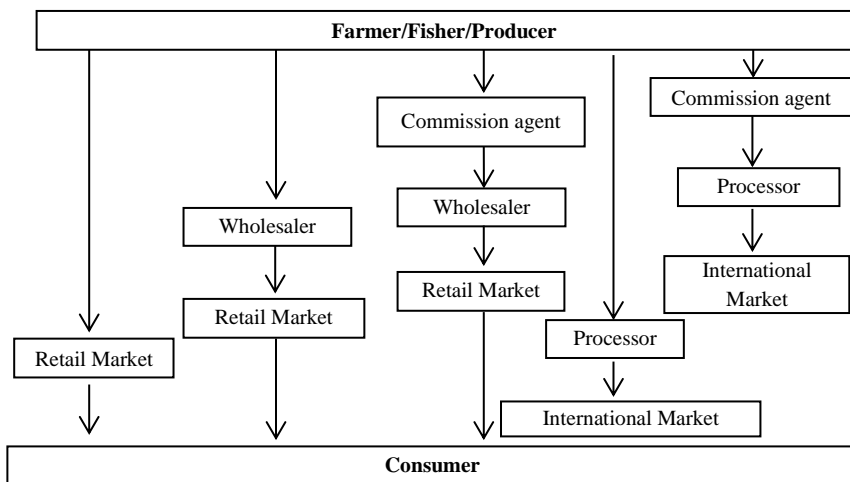 Farmer/Fisher/Producer
Commission agent
Commission agent
Processor
Wholesaler
Wholesaler
International
Market
Retail Market
Retail Market
Processor
Retail Market
International Market
Consumer